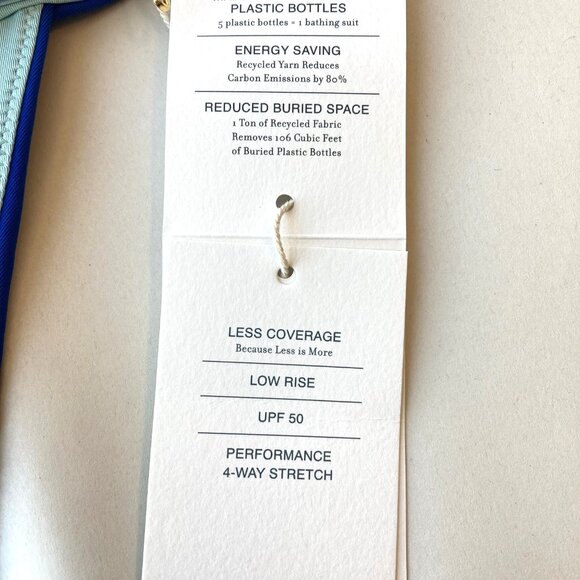 PLASTIC BOTTLES
5 plastic bottles = 1 bathing suit
ENERGY SAVING
Recycled Yarn Reduces
Carbon Emissions by 80%
REDUCED BURIED SPACE
1 Ton of Recycled Fabric
Removes 106 Cubic Feet
of Buried Plastic Bottles
LESS COVERAGE
Because Less is More
LOW RISE
UPF 50
PERFORMANCE
4-WAY STRETCH